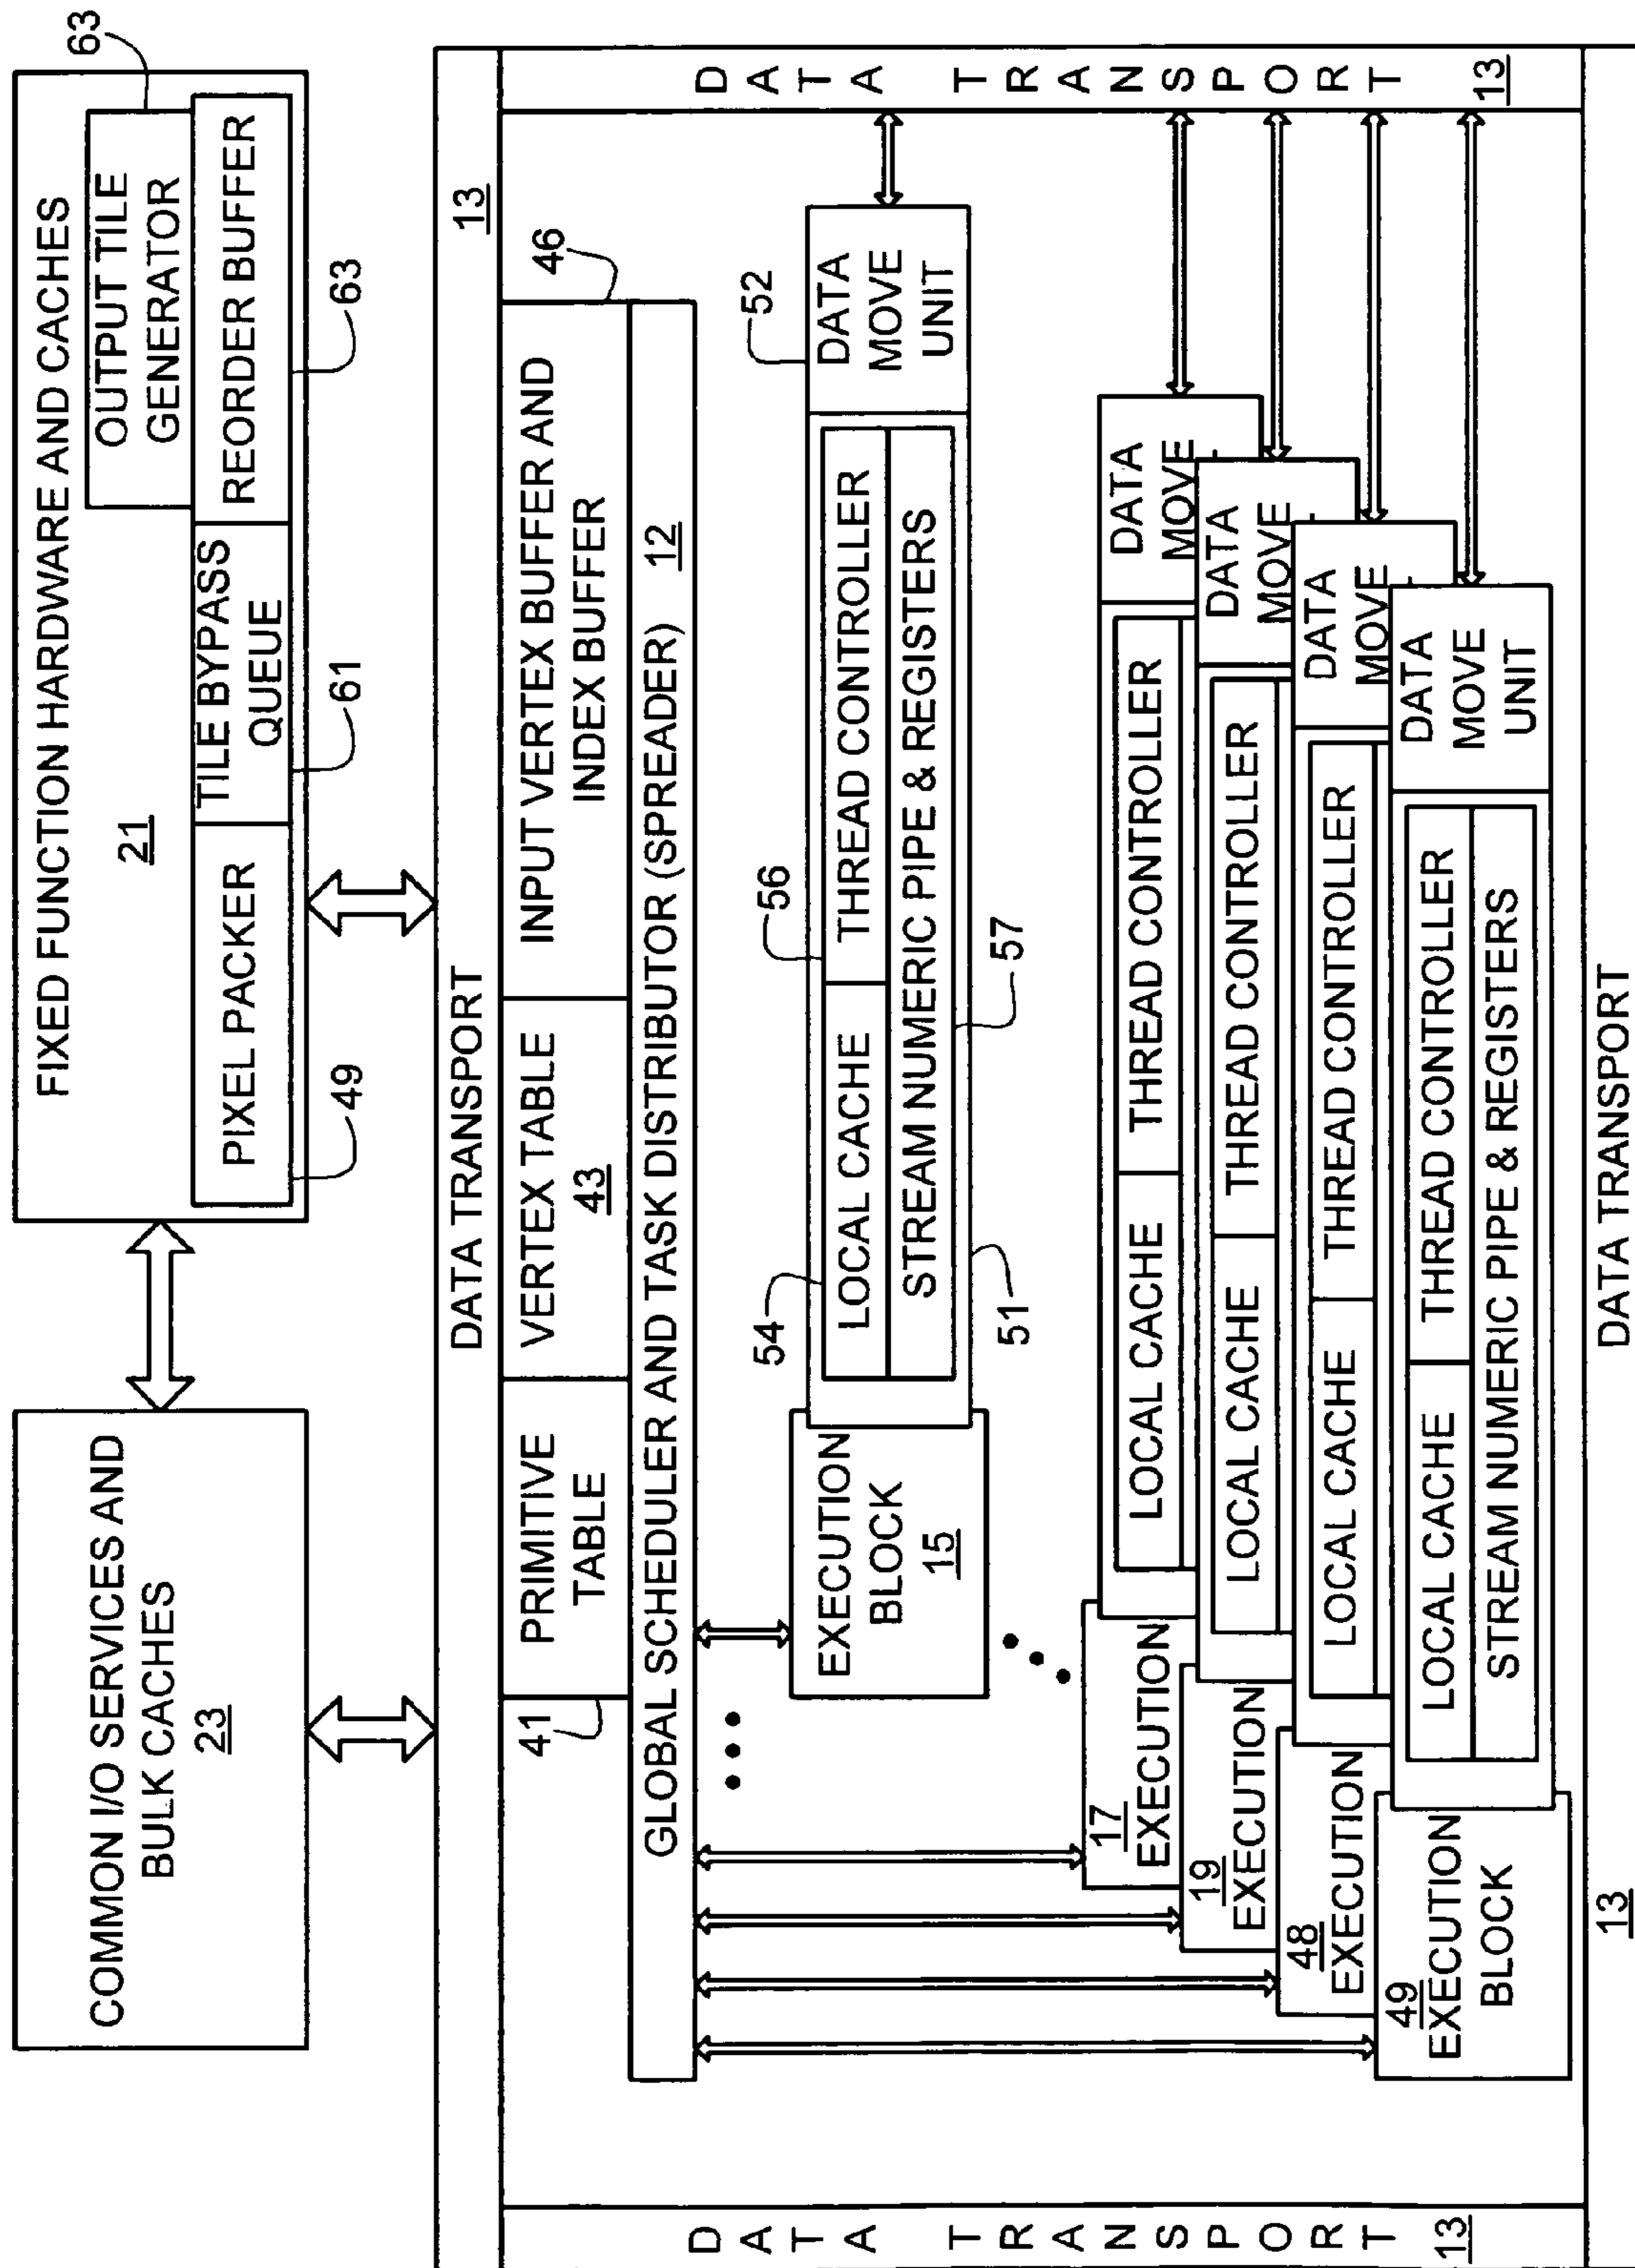 COMMON I/O SERVICES AND
BULK CACHES
23
FIXED FUNCTION HARDWARE AND CACHES
21
63
OUTPUT TILE
GENERATOR
PIXEL PACKER
TILE BYPASS
QUEUE
REORDER BUFFER
49
61
63
DATA TRANSPORT
13
PRIMITIVE
TABLE
41
VERTEX TABLE
43
INPUT VERTEX BUFFER AND
INDEX BUFFER
46
GLOBAL SCHEDULER AND TASK DISTRIBUTOR (SPREADER) 12
DATA TRANSPORT
13
DATA TRANSPORT
13
EXECUTION
BLOCK
15
54
56
52
LOCAL CACHE
THREAD CONTROLLER
STREAM NUMERIC PIPE & REGISTERS
DATA
MOVE
UNIT
51
57
17
EXECUTION
LOCAL CACHE
THREAD CONTROLLER
DATA
MOVE
19
EXECUTION
LOCAL CACHE
THREAD CONTROLLER
DATA
MOVE
48
EXECUTION
LOCAL CACHE
THREAD CONTROLLER
DATA
MOVE
49
EXECUTION
BLOCK
LOCAL CACHE
THREAD CONTROLLER
STREAM NUMERIC PIPE & REGISTERS
DATA
MOVE
UNIT
13
DATA TRANSPORT